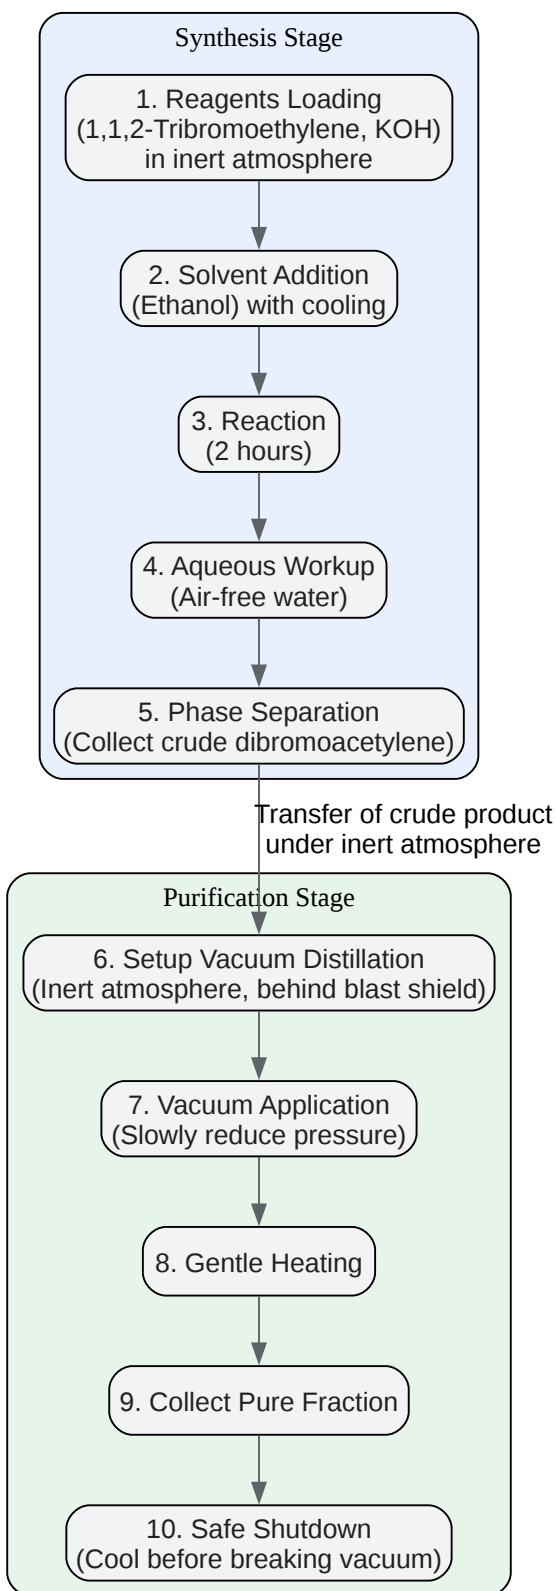 Synthesis Stage
1. Reagents Loading
(1,1,2-Tribromoethylene, KOH)
in inert atmosphere
2. Solvent Addition
(Ethanol) with cooling
3. Reaction
(2 hours)
4. Aqueous Workup
(Air-free water)
5. Phase Separation
(Collect crude dibromoacetylene)
Transfer of crude product
under inert atmosphere
Purification Stage
6. Setup Vacuum Distillation
(Inert atmosphere, behind blast shield)
7. Vacuum Application
(Slowly reduce pressure)
8. Gentle Heating
9. Collect Pure Fraction
10. Safe Shutdown
(Cool before breaking vacuum)